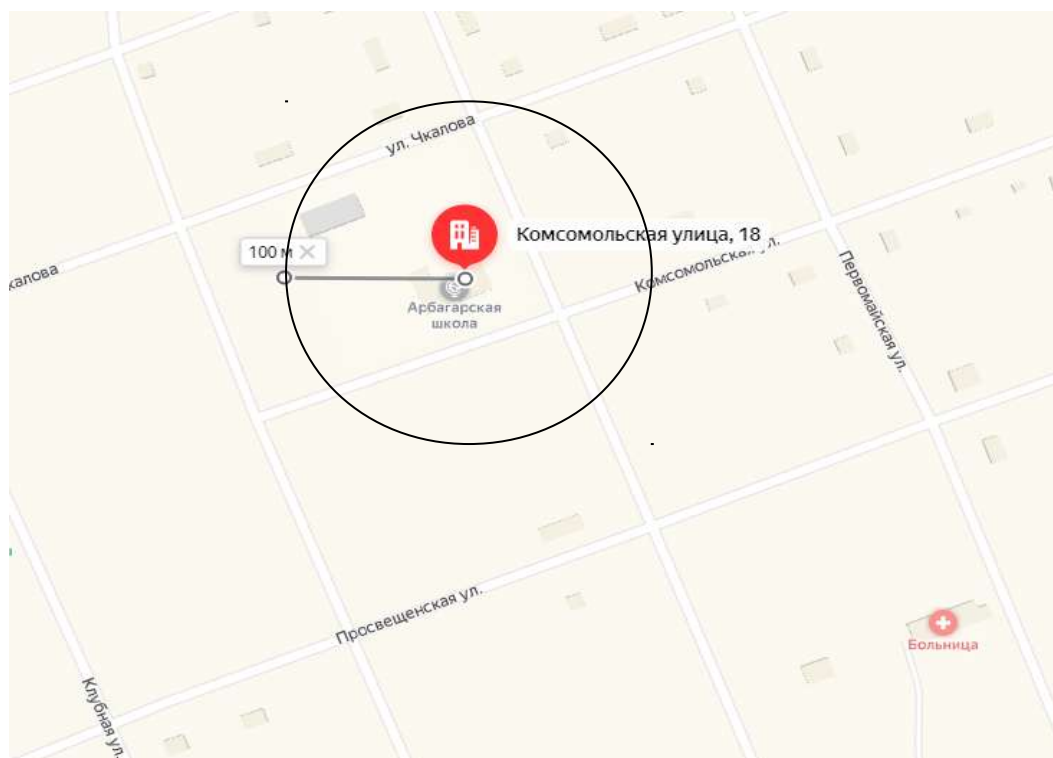 ул. Чкалова
Комсомольская улица, 18
100 м
калова
Комсомольская ул.
Первомайская ул.
Арбагарская
школа
Просвещенская ул.
Больница
Клубная ул.